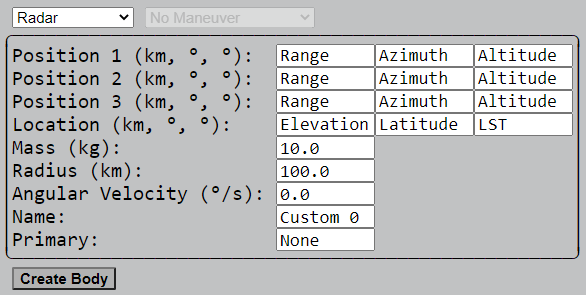 Radar No Maneuver
Position 1 (km, °, °): Range Azimuth Altitude
Position 2 (km, °, °): Range Azimuth Altitude
Position 3 (km, °, °): Range Azimuth Altitude
Location (km, °, °): Elevation Latitude LST
Mass (kg): 10.0
Radius (km): 100.0
Angular Velocity (°/s): 0.0
Name: Custom 0
Primary: None
Create Body